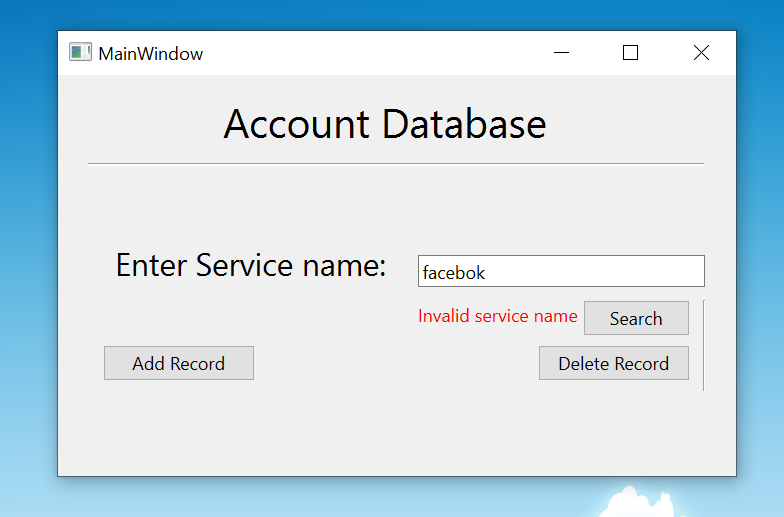 MainWindow
Account Database
Enter Service name:
facebok
Invalid service name
Search
Add Record
Delete Record